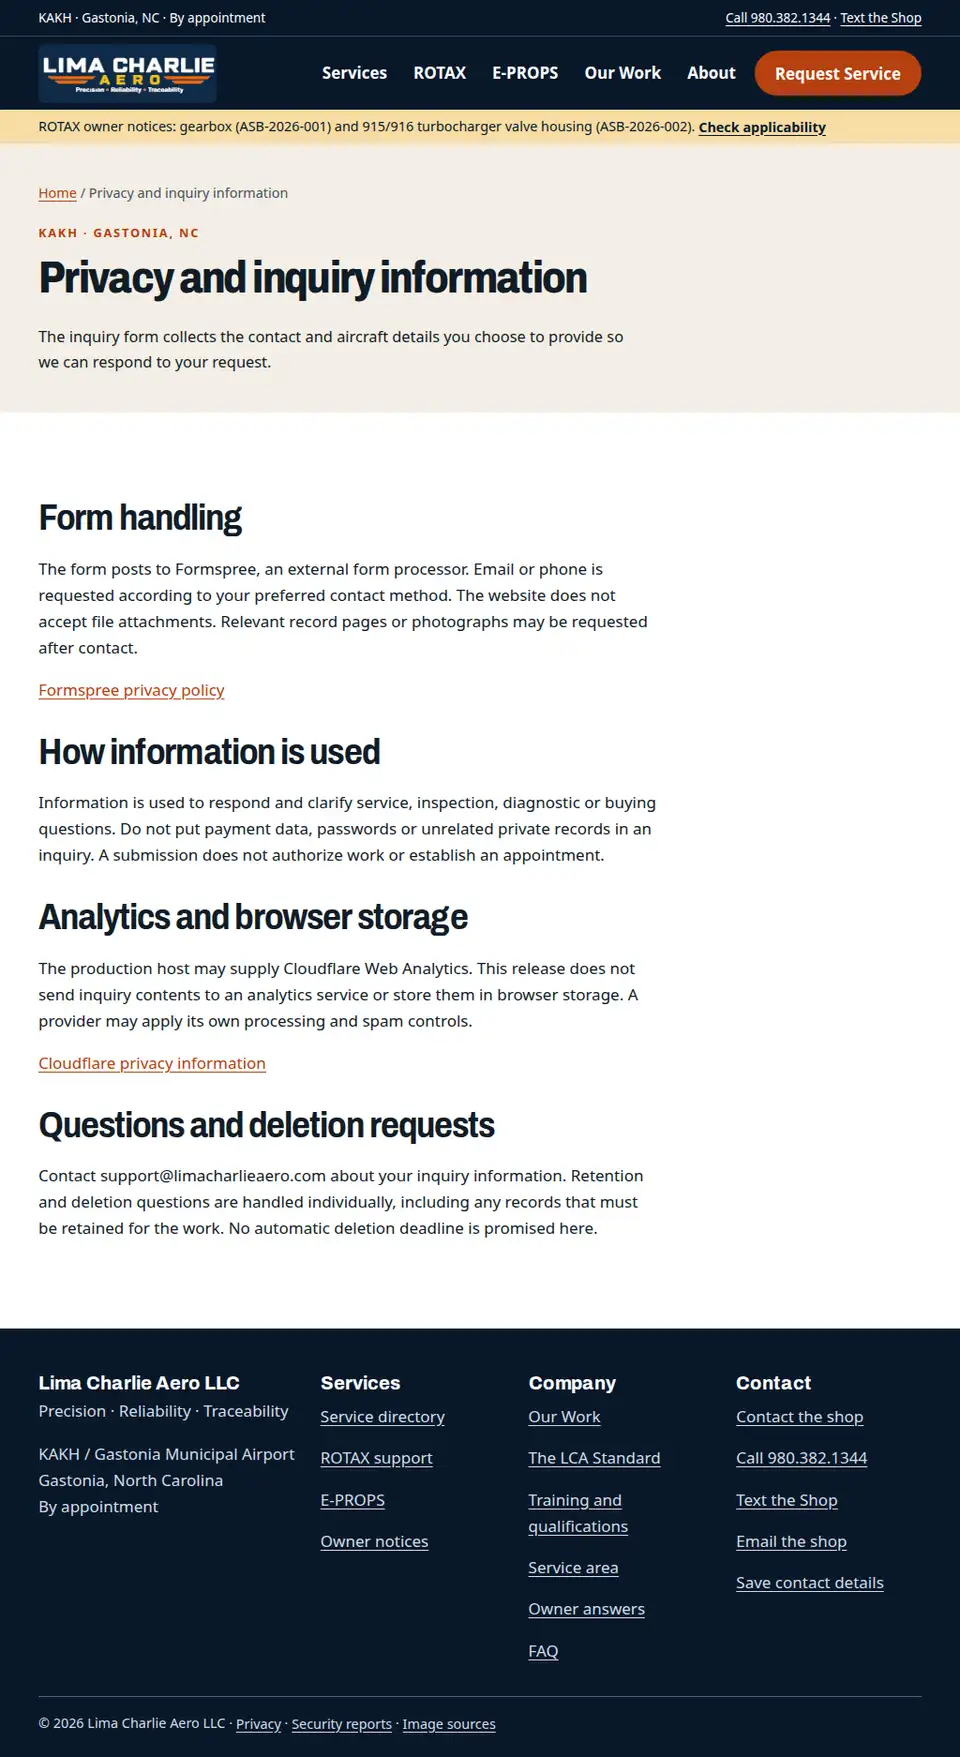 KAKH · Gastonia, NC · By appointment
Call 980.382.1344 · Text the Shop
LIMA CHARLIE
AERO
Precision • Reliability • Traceability
Services ROTAX E-PROPS Our Work About Request Service
ROTAX owner notices: gearbox (ASB-2026-001) and 915/916 turbocharger valve housing (ASB-2026-002). Check applicability
Home / Privacy and inquiry information
KAKH · GASTONIA, NC
Privacy and inquiry information
The inquiry form collects the contact and aircraft details you choose to provide so
we can respond to your request.
Form handling
The form posts to Formspree, an external form processor. Email or phone is
requested according to your preferred contact method. The website does not
accept file attachments. Relevant record pages or photographs may be requested
after contact.
Formspree privacy policy
How information is used
Information is used to respond and clarify service, inspection, diagnostic or buying
questions. Do not put payment data, passwords or unrelated private records in an
inquiry. A submission does not authorize work or establish an appointment.
Analytics and browser storage
The production host may supply Cloudflare Web Analytics. This release does not
send inquiry contents to an analytics service or store them in browser storage. A
provider may apply its own processing and spam controls.
Cloudflare privacy information
Questions and deletion requests
Contact support@limacharlieaero.com about your inquiry information. Retention
and deletion questions are handled individually, including any records that must
be retained for the work. No automatic deletion deadline is promised here.
Lima Charlie Aero LLC
Precision · Reliability · Traceability
KAKH / Gastonia Municipal Airport
Gastonia, North Carolina
By appointment
Services
Service directory
ROTAX support
E-PROPS
Owner notices
Company
Our Work
The LCA Standard
Training and
qualifications
Service area
Owner answers
FAQ
Contact
Contact the shop
Call 980.382.1344
Text the Shop
Email the shop
Save contact details
© 2026 Lima Charlie Aero LLC · Privacy · Security reports · Image sources